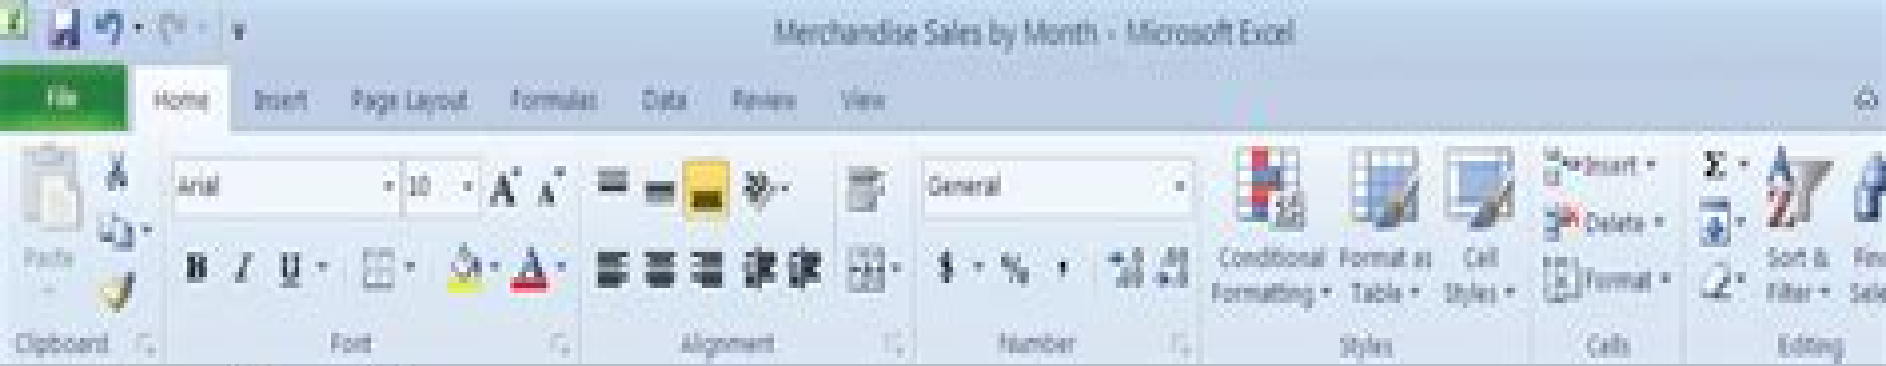 Merchandise Sales by Month - Microsoft Excel
File Home Insert Page Layout Formulas Data Review View
Arial 10 A A General
Paste B I U A $ % , Conditional Formatting Format as Table Cell Styles Insert Delete Format Σ Sort & Filter
Clipboard Font Alignment Number Styles Cells Editing